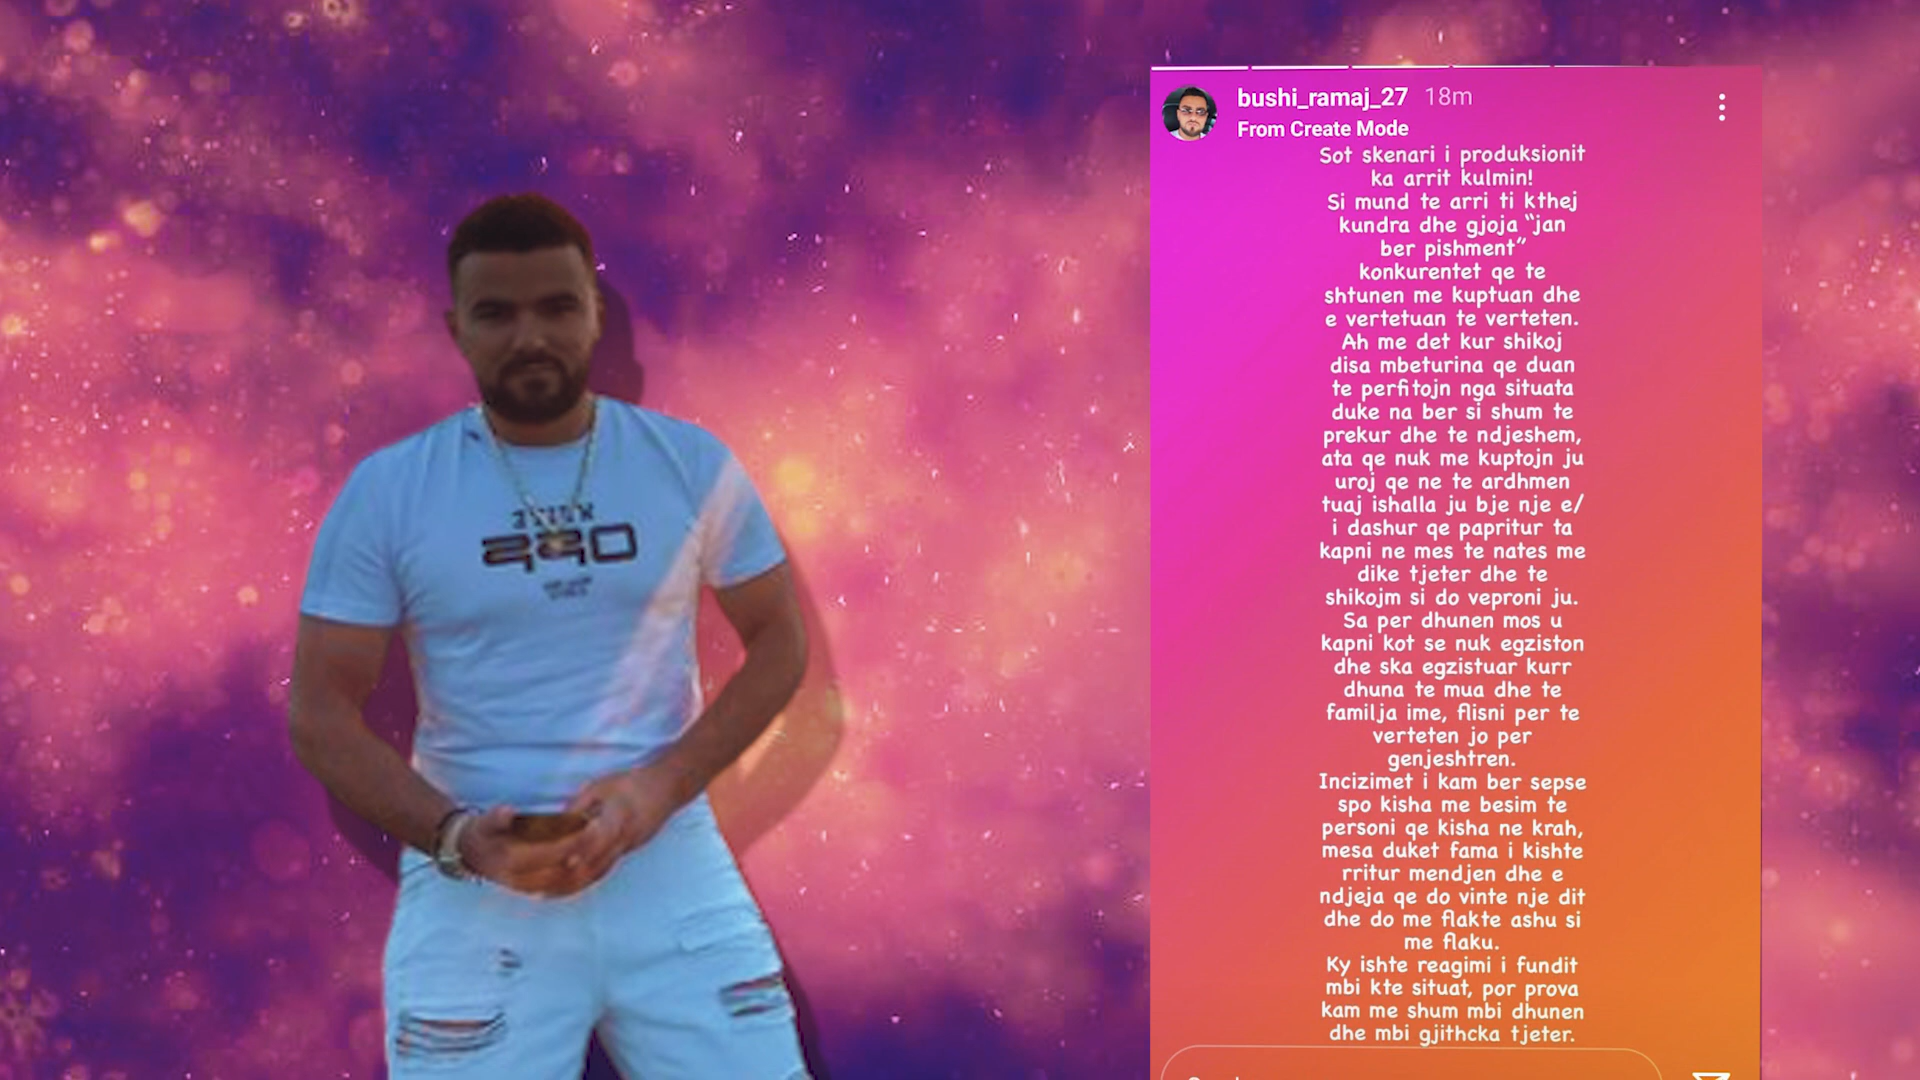 bushi_ramaj_27 18m
From Create Mode
Sot skenari i produksionit
ka arrit kulmin!
Si mund te arri ti kthej
kundra dhe gjoja “jan
ber pishment”
konkurentet qe te
shtunen me kuptuan dhe
e vertetuan te verteten.
Ah me det kur shikoj
disa mbeturina qe duan
te perfitojn nga situata
duke na ber si shum te
prekur dhe te ndjeshem,
ata qe nuk me kuptojn ju
uroj qe ne te ardhmen
tuaj ishalla ju bje nje e/
i dashur qe papritur ta
kapni ne mes te nates me
dike tjeter dhe te
shikojm si do veproni ju.
Sa per dhunen mos u
kapni kot se nuk egziston
dhe ska egzistuar kurr
dhuna te mua dhe te
familja ime, flisni per te
verteten jo per
genjeshtren.
Incizimet i kam ber sepse
spo kisha me besim te
personi qe kisha ne krah,
mesa duket fama i kishte
rritur mendjen dhe e
ndjeja qe do vinte nje dit
dhe do me flakte ashu si
me flaku.
Ky ishte reagimi i fundit
mbi kte situat, por prova
kam me shum mbi dhunen
dhe mbi gjithcka tjeter.